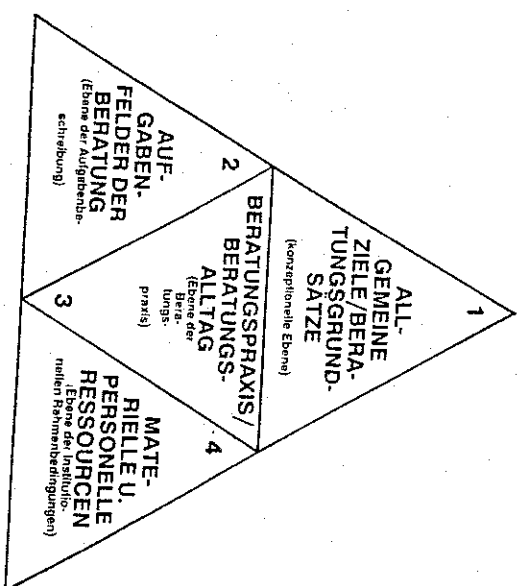 1
ALL-
GEMEINE
ZIELE/BERA-
TUNGSGRUND-
SÄTZE
(konzeptionelle Ebene)
2
AUF-
GABEN-
FELDER DER
BERATUNG
(Ebene der Aufgabenbe-
schreibung)
BERATUNGSPRAXIS/
BERATUNGS-
ALLTAG
(Ebene der
Bera-
tungs-
praxis)
3
4
MATE-
RIELLE U.
PERSONELLE
RESSOURCEN
(Ebene der institutio-
nellen Rahmenbedingungen)